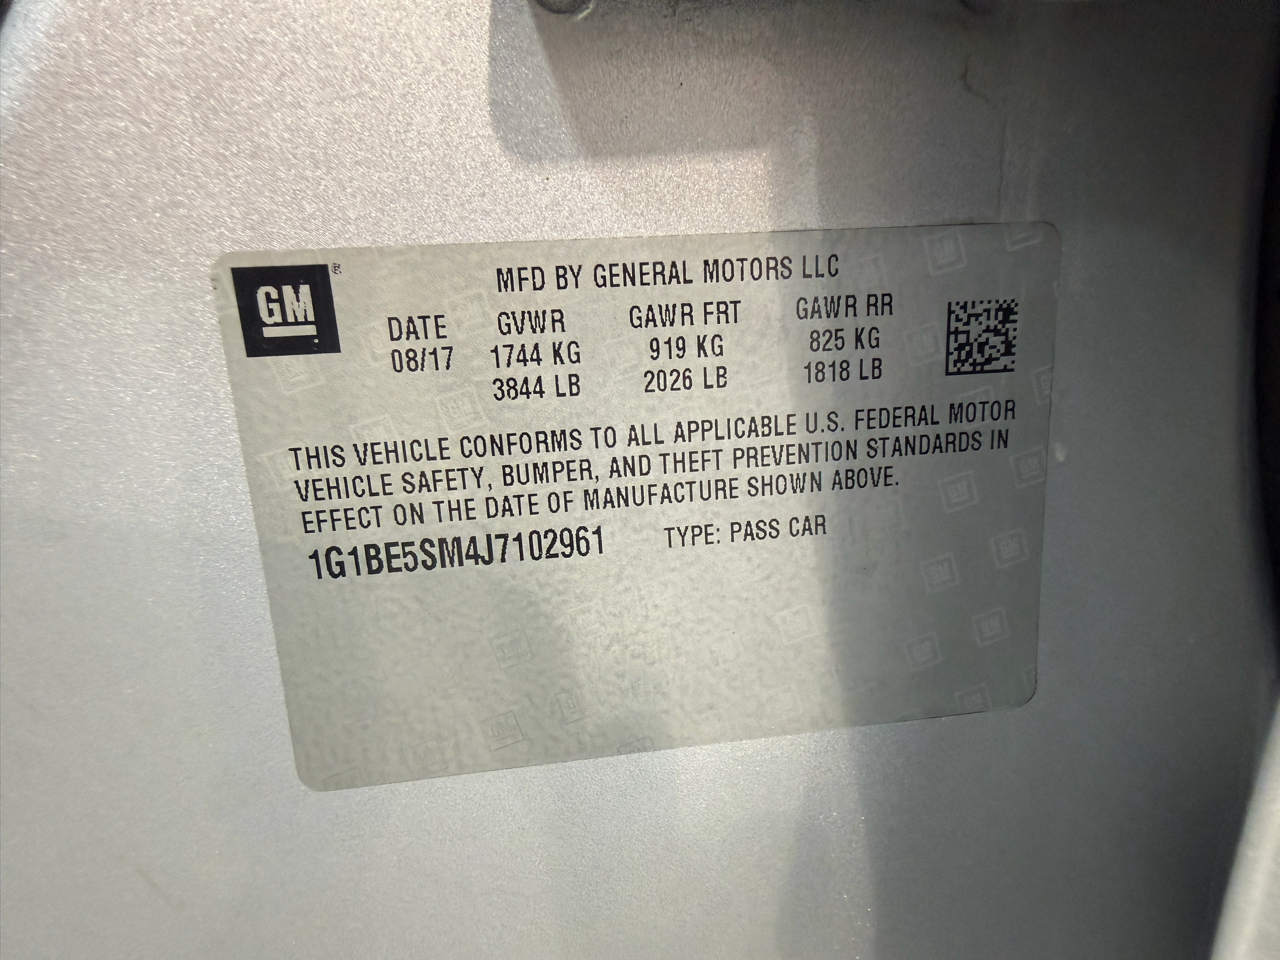 GM ®
MFD BY GENERAL MOTORS LLC
DATE GVWR GAWR FRT GAWR RR
08/17 1744 KG 919 KG 825 KG
3844 LB 2026 LB 1818 LB
THIS VEHICLE CONFORMS TO ALL APPLICABLE U.S. FEDERAL MOTOR
VEHICLE SAFETY, BUMPER, AND THEFT PREVENTION STANDARDS IN
EFFECT ON THE DATE OF MANUFACTURE SHOWN ABOVE.
1G1BE5SM4J7102961 TYPE: PASS CAR